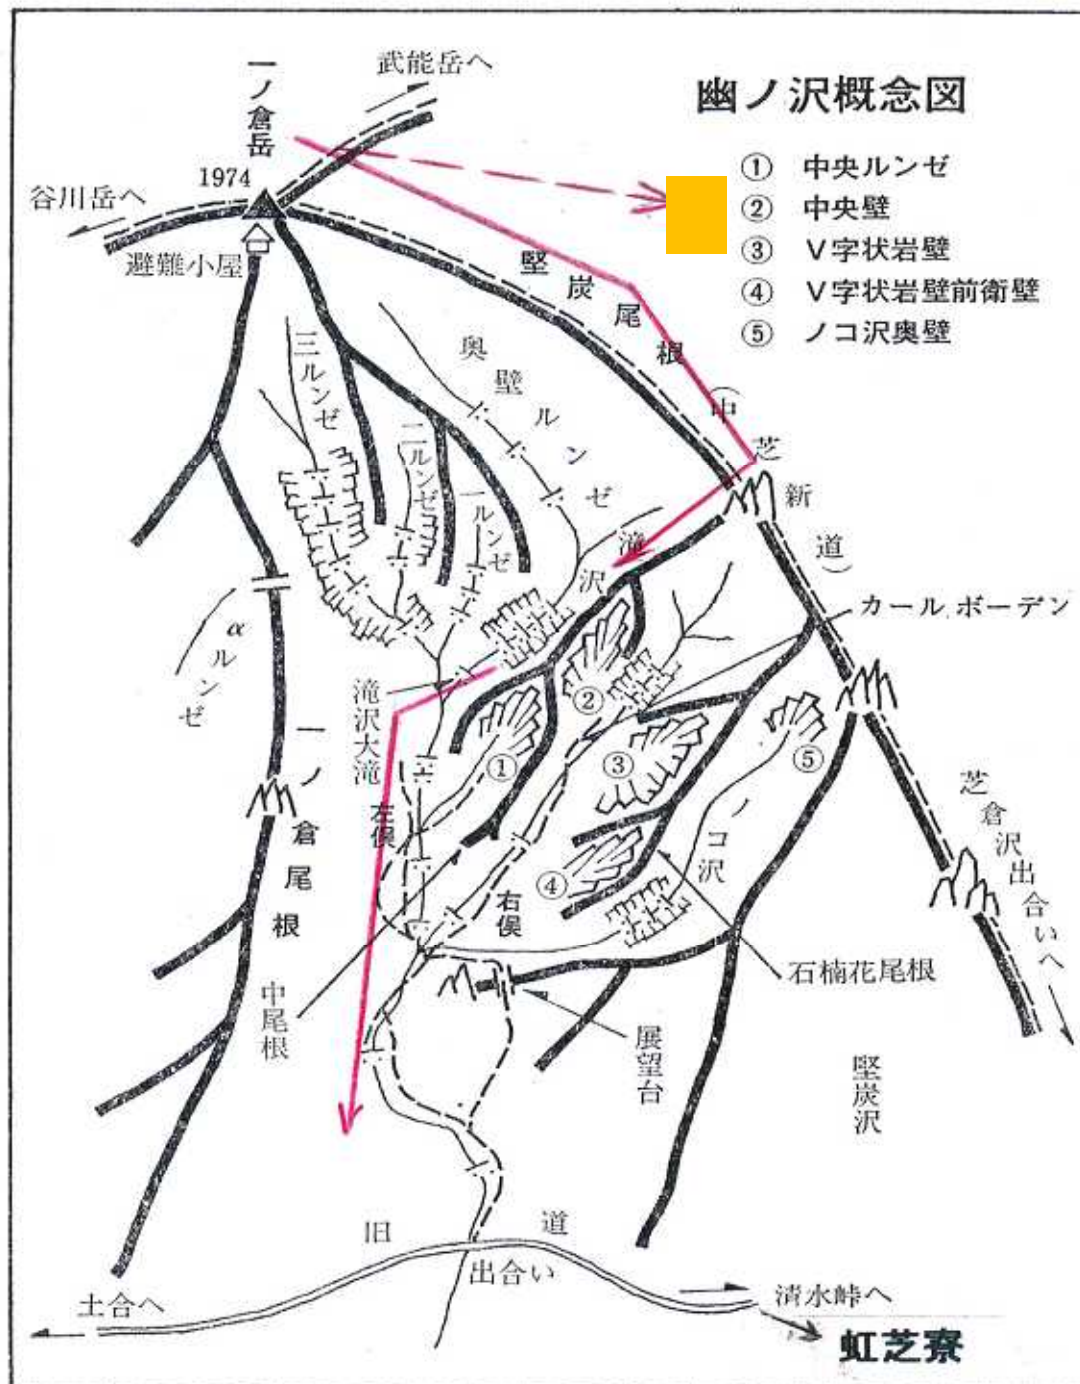 幽ノ沢概念図
① 中央ルンゼ
② 中央壁
③ V字状岩壁
④ V字状岩壁前衛壁
⑤ ノコ沢奥壁
武能岳へ
一ノ倉岳
1974
谷川岳へ
避難小屋
堅炭尾根
(中芝新道)
奥壁ルンゼ
三ルンゼ
二ルンゼ
一ルンゼ
滝沢
カール ボーデン
αルンゼ
滝沢大滝
①
②
③
④
⑤
一ノ倉尾根
左俣
右俣
ノコ沢
芝倉沢出合いへ
石楠花尾根
中尾根
展望台
堅炭沢
旧道
出合い
土合へ
清水峠へ
虹芝寮